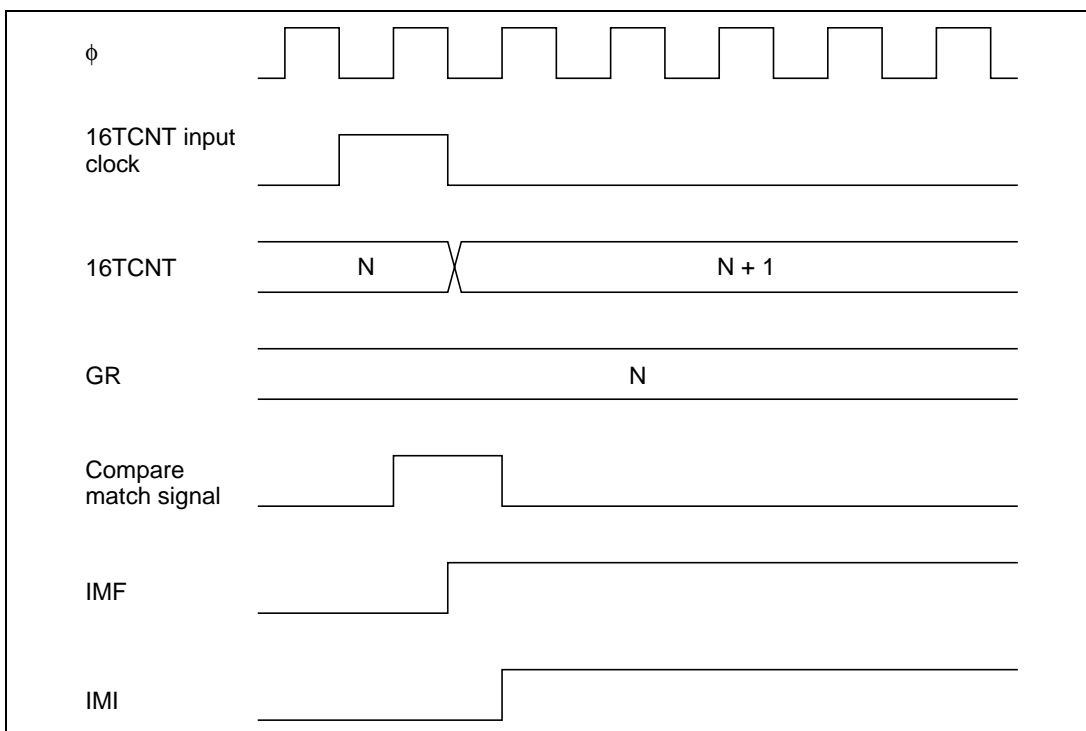 ϕ
16TCNT input
clock
16TCNT
N
N + 1
GR
N
Compare
match signal
IMF
IMI